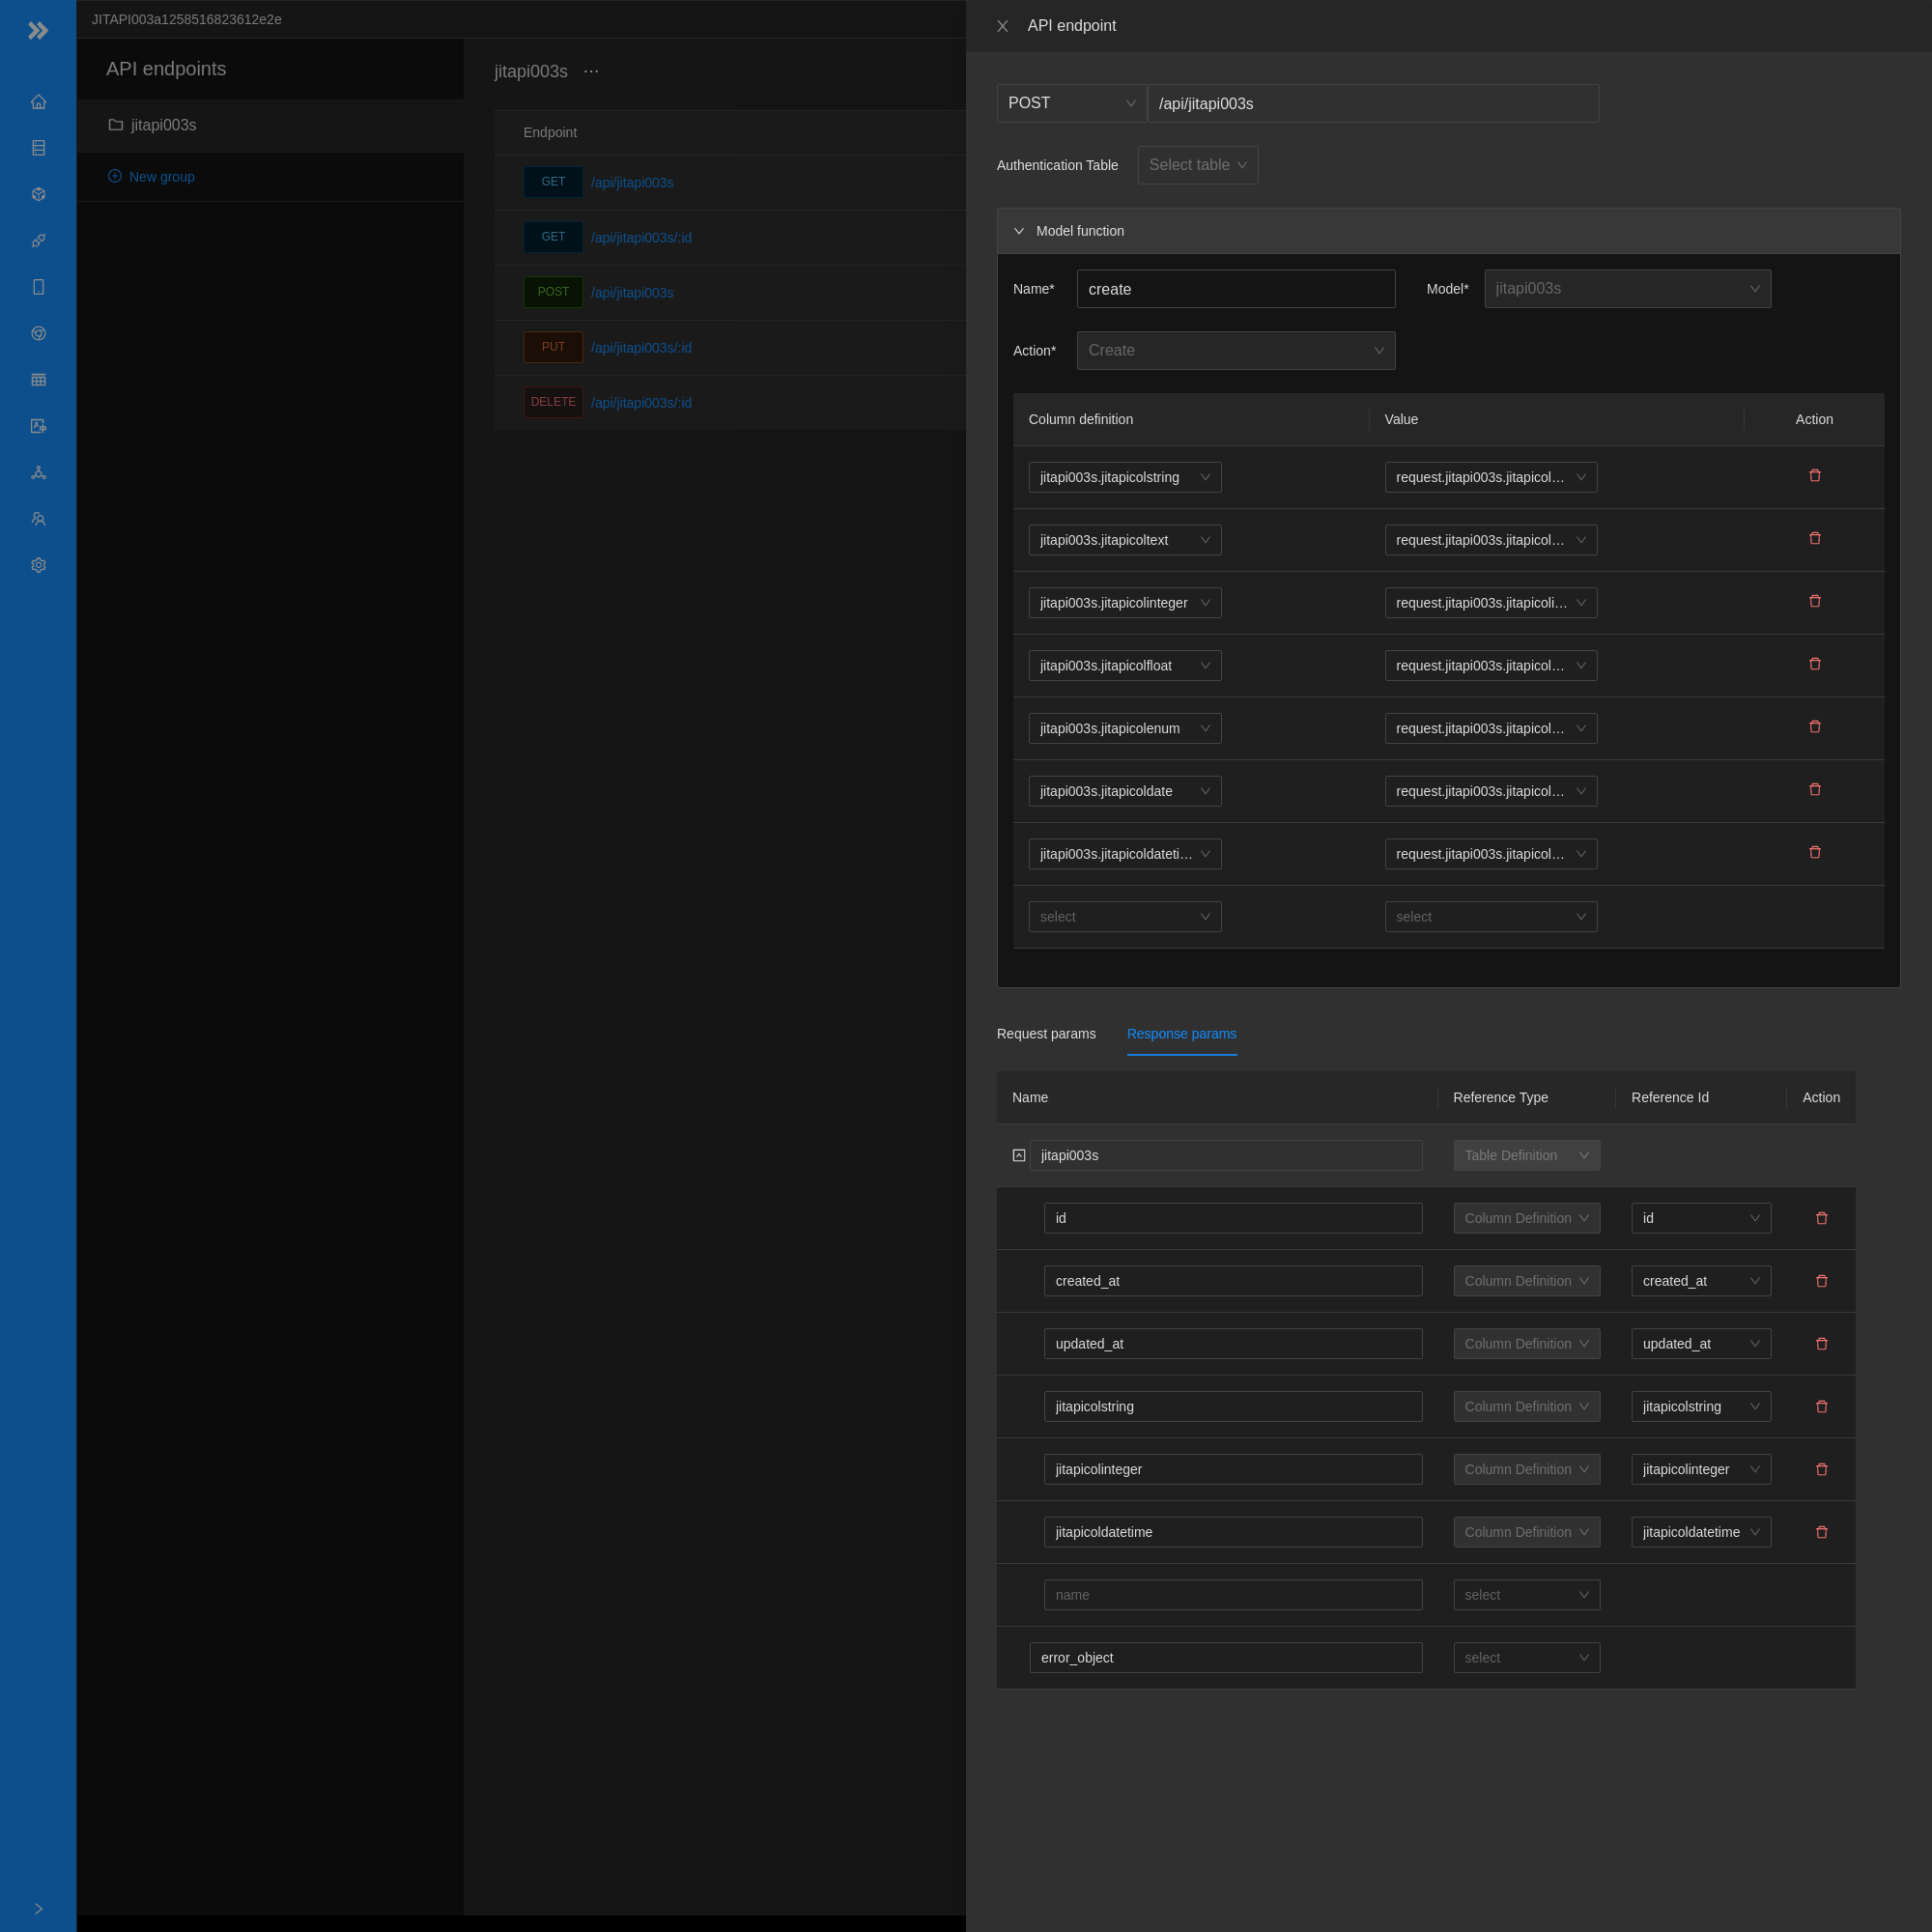 JITAPI003a1258516823612e2e
API endpoints
jitapi003s
New group
jitapi003s ···
Endpoint
GET /api/jitapi003s
GET /api/jitapi003s/:id
POST /api/jitapi003s
PUT /api/jitapi003s/:id
DELETE /api/jitapi003s/:id
API endpoint
POST /api/jitapi003s
Authentication Table Select table
Model function
Name* create Model* jitapi003s
Action* Create
Column definition Value Action
jitapi003s.jitapicolstring request.jitapi003s.jitapicol…
jitapi003s.jitapicoltext request.jitapi003s.jitapicol…
jitapi003s.jitapicolinteger request.jitapi003s.jitapicoli…
jitapi003s.jitapicolfloat request.jitapi003s.jitapicol…
jitapi003s.jitapicolenum request.jitapi003s.jitapicol…
jitapi003s.jitapicoldate request.jitapi003s.jitapicol…
jitapi003s.jitapicoldateti… request.jitapi003s.jitapicol…
select select
Request params Response params
Name Reference Type Reference Id Action
jitapi003s Table Definition
id Column Definition id
created_at Column Definition created_at
updated_at Column Definition updated_at
jitapicolstring Column Definition jitapicolstring
jitapicolinteger Column Definition jitapicolinteger
jitapicoldatetime Column Definition jitapicoldatetime
name select
error_object select